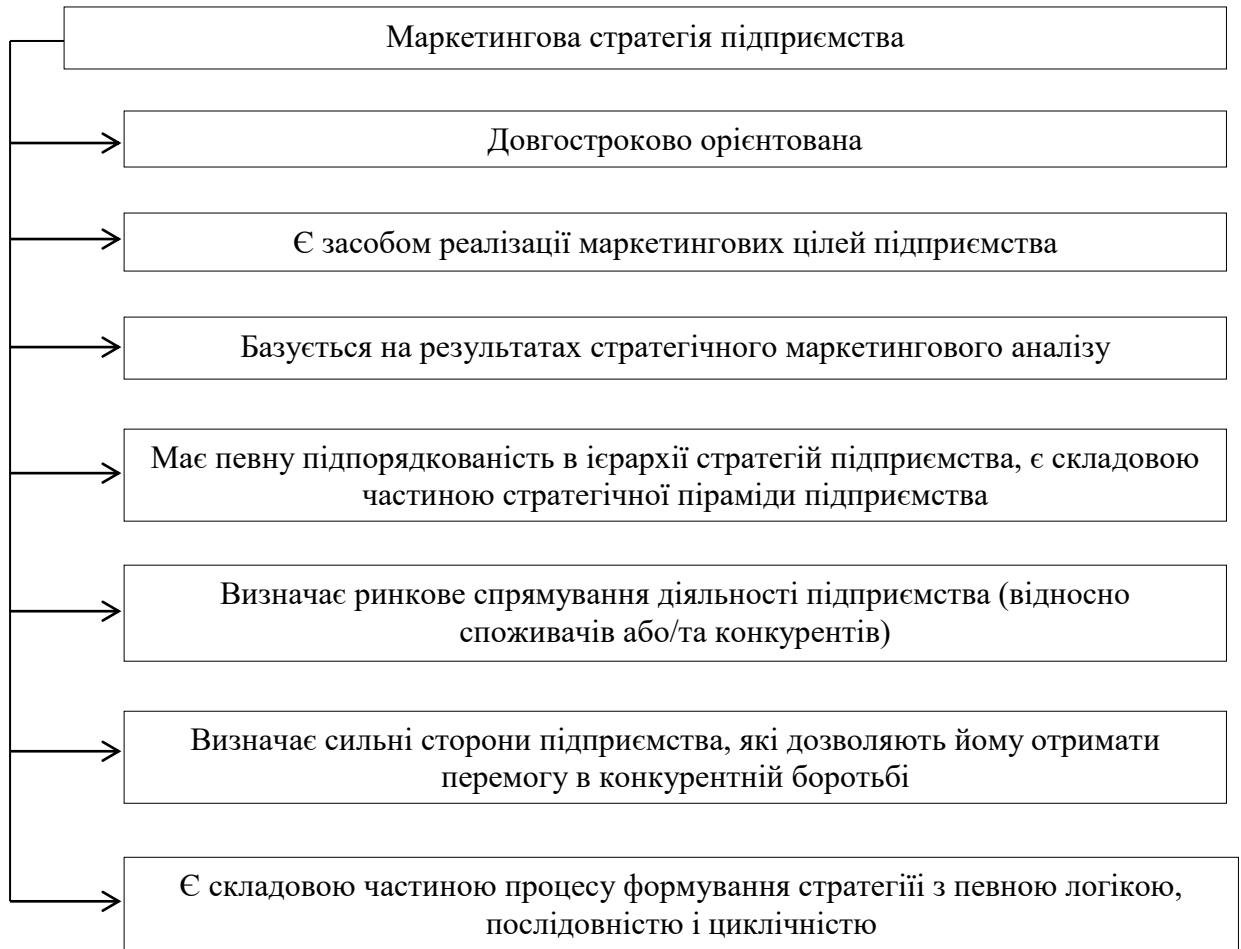 Маркетингова стратегія підприємства
Довгостроково орієнтована
Є засобом реалізації маркетингових цілей підприємства
Базується на результатах стратегічного маркетингового аналізу
Має певну підпорядкованість в ієрархії стратегій підприємства, є складовою
частиною стратегічної піраміди підприємства
Визначає ринкове спрямування діяльності підприємства (відносно
споживачів або/та конкурентів)
Визначає сильні сторони підприємства, які дозволяють йому отримати
перемогу в конкурентній боротьбі
Є складовою частиною процесу формування стратегіїі з певною логікою,
послідовністю і циклічністю